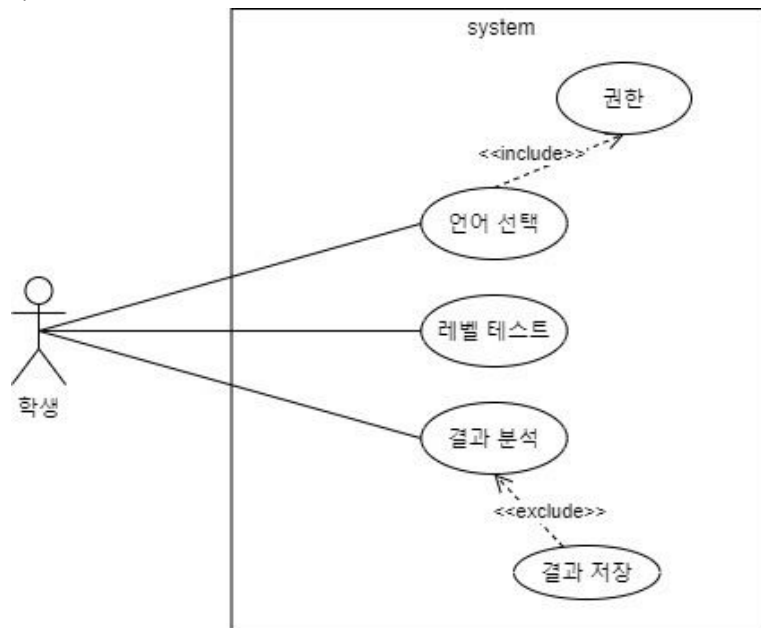 system
권한
<<include>>
언어 선택
레벨 테스트
학생
결과 분석
<<exclude>>
결과 저장